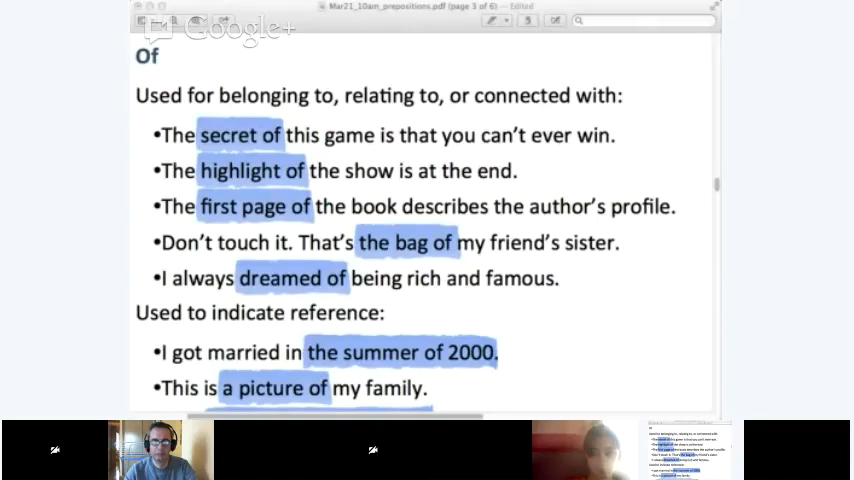 Mar21_10am_prepositions.pdf (page 3 of 6) — Edited
Google+
Of
Used for belonging to, relating to, or connected with:
•The secret of this game is that you can't ever win.
•The highlight of the show is at the end.
•The first page of the book describes the author's profile.
•Don't touch it. That's the bag of my friend's sister.
•I always dreamed of being rich and famous.
Used to indicate reference:
•I got married in the summer of 2000.
•This is a picture of my family.